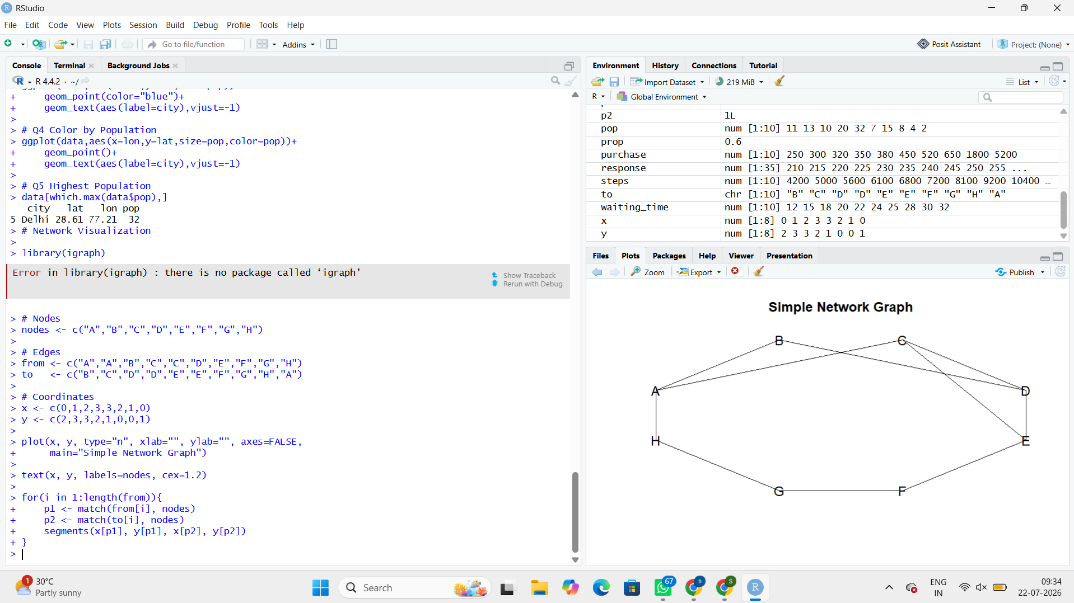 RStudio
File Edit Code View Plots Session Build Debug Profile Tools Help
Go to file/function Addins Posit Assistant Project: (None)
Console Terminal Background Jobs
R R 4.4.2 · ~/
+ geom_point(color="blue")+
+ geom_text(aes(label=city),vjust=-1)
>
> # Q4 Color by Population
> ggplot(data,aes(x=lon,y=lat,size=pop,color=pop))+
+ geom_point()+
+ geom_text(aes(label=city),vjust=-1)
>
> # Q5 Highest Population
> data[which.max(data$pop),]
city lat lon pop
5 Delhi 28.61 77.21 32
> # Network Visualization
>
> library(igraph)
Error in library(igraph) : there is no package called ‘igraph’
Show Traceback
Rerun with Debug
> # Nodes
> nodes <- c("A","B","C","D","E","F","G","H")
>
> # Edges
> from <- c("A","A","B","C","C","D","E","F","G","H")
> to <- c("B","C","D","D","E","E","F","G","H","A")
>
> # Coordinates
> x <- c(0,1,2,3,3,2,1,0)
> y <- c(2,3,3,2,1,0,0,1)
>
> plot(x, y, type="n", xlab="", ylab="", axes=FALSE,
+ main="Simple Network Graph")
>
> text(x, y, labels=nodes, cex=1.2)
>
> for(i in 1:length(from)){
+ p1 <- match(from[i], nodes)
+ p2 <- match(to[i], nodes)
+ segments(x[p1], y[p1], x[p2], y[p2])
+ }
>
Environment History Connections Tutorial
Import Dataset 219 MiB List
R Global Environment
p2 1L
pop num [1:10] 11 13 10 20 32 7 15 8 4 2
prop 0.6
purchase num [1:10] 250 300 320 350 380 450 520 650 1800 5200
response num [1:35] 210 215 220 225 230 235 240 245 250 255 ...
steps num [1:10] 4200 5000 5600 6100 6800 7200 8100 9200 10400 …
to chr [1:10] "B" "C" "D" "D" "E" "E" "F" "G" "H" "A"
waiting_time num [1:10] 12 15 18 20 22 24 25 28 30 32
x num [1:8] 0 1 2 3 3 2 1 0
y num [1:8] 2 3 3 2 1 0 0 1
Files Plots Packages Help Viewer Presentation
Zoom Export Publish
Simple Network Graph
B C
A D
H E
G F
1 30°C
Partly sunny
Search
67
ENG
IN
09:34
22-07-2026